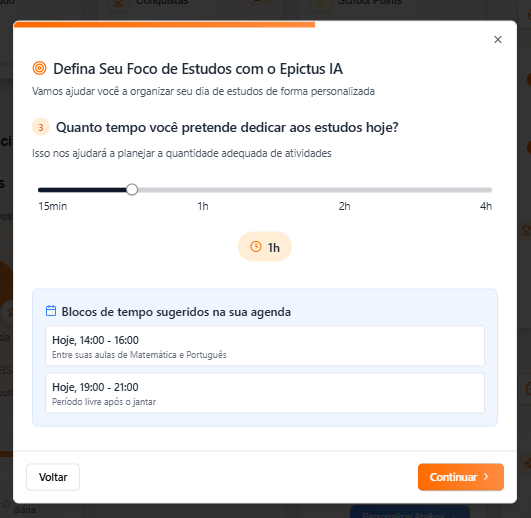 Conquistas
School Points
Defina Seu Foco de Estudos com o Epictus IA
Vamos ajudar você a organizar seu dia de estudos de forma personalizada
3 Quanto tempo você pretende dedicar aos estudos hoje?
Isso nos ajudará a planejar a quantidade adequada de atividades
15min 1h 2h 4h
1h
Blocos de tempo sugeridos na sua agenda
Hoje, 14:00 - 16:00
Entre suas aulas de Matemática e Português
Hoje, 19:00 - 21:00
Período livre após o jantar
Voltar
Continuar
diária
Personalizar Atalhos